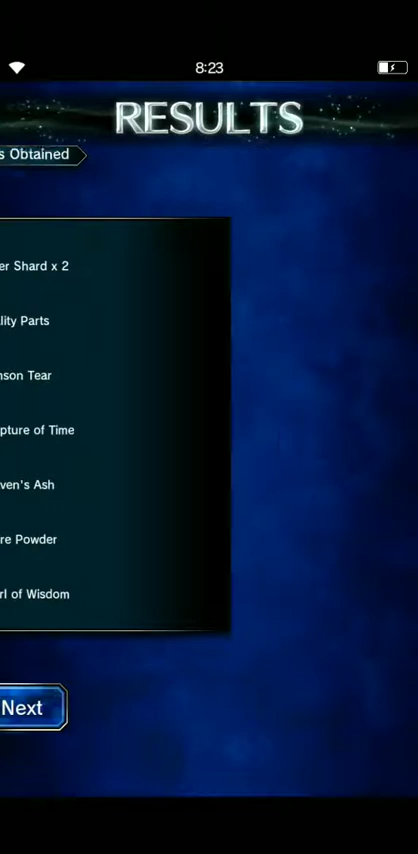 8:23
RESULTS
s Obtained
er Shard x 2
lity Parts
nson Tear
pture of Time
ven's Ash
re Powder
rl of Wisdom
Next